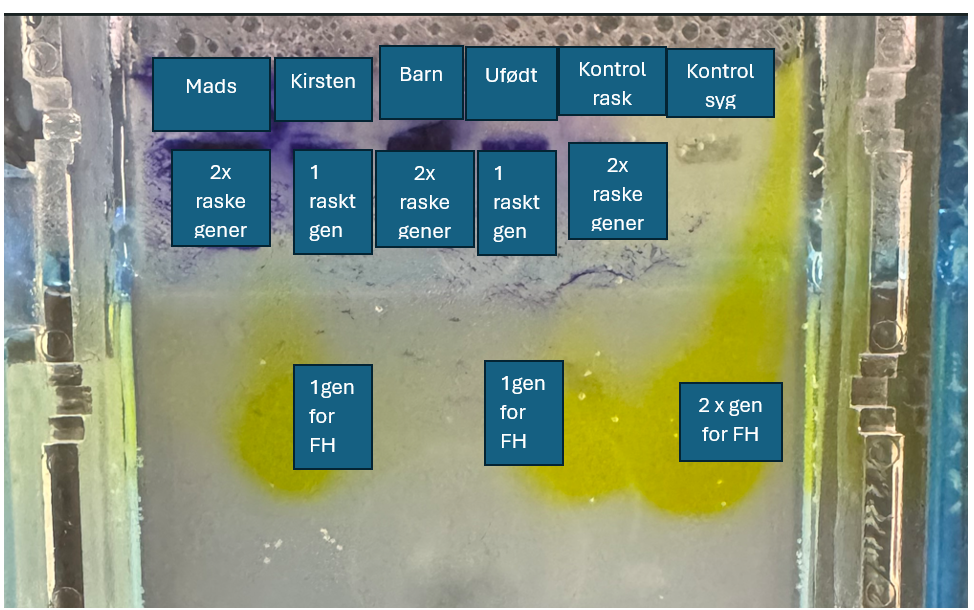 Mads
Kirsten
Barn
Ufødt
Kontrol
rask
Kontrol
syg
2x
raske
gener
1
raskt
gen
2x
raske
gener
1
raskt
gen
2x
raske
gener
1gen
for
FH
1gen
for
FH
2 x gen
for FH